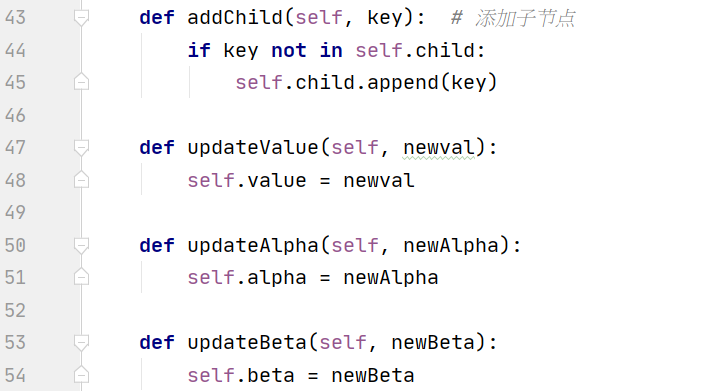 43 def addChild(self, key):  # 添加子节点
44 if key not in self.child:
45 self.child.append(key)
46
47 def updateValue(self, newval):
48 self.value = newval
49
50 def updateAlpha(self, newAlpha):
51 self.alpha = newAlpha
52
53 def updateBeta(self, newBeta):
54 self.beta = newBeta